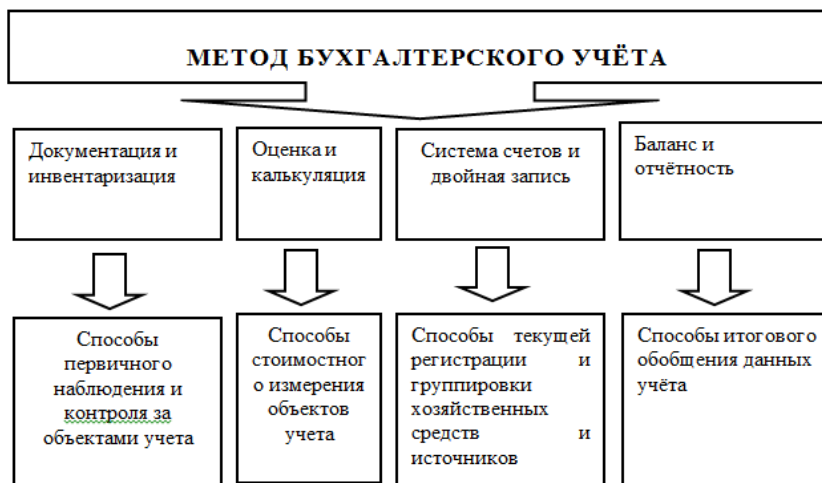 МЕТОД БУХГАЛТЕРСКОГО УЧЁТА
Документация и
инвентаризация
Оценка и
калькуляция
Система счетов и
двойная запись
Баланс и
отчётность
Способы
первичного
наблюдения и
контроля за
объектами учета
Способы
стоимостног
о измерения
объектов
учета
Способы текущей
регистрации и
группировки
хозяйственных
средств и
источников
Способы итогового
обобщения данных
учёта